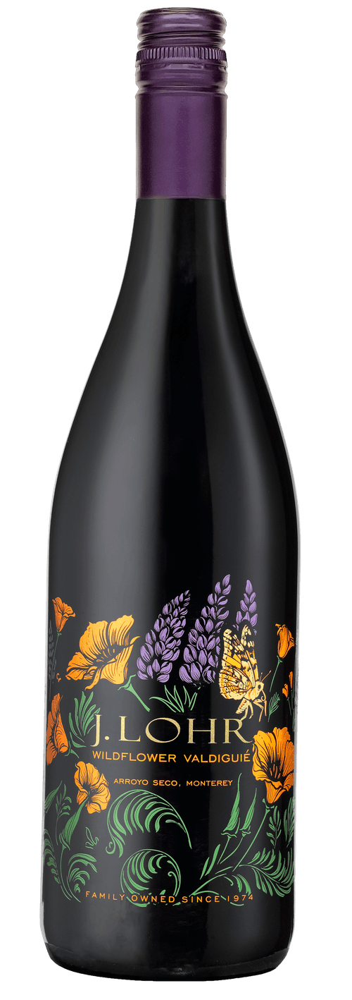 J. LOHR
WILDFLOWER VALDIGUIÉ
ARROYO SECO, MONTEREY
FAMILY OWNED SINCE 1974